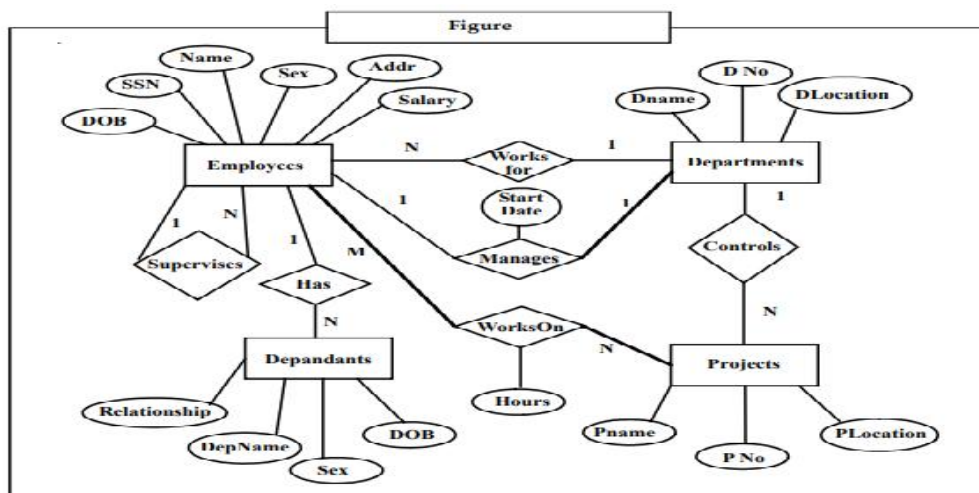 Figure
Name
Sex
Addr
D No
SSN
Salary
Dname
DLocation
DOB
Employees
N
Works
for
1
Departments
1
N
1
1
Start
Date
1
1
Supervises
M
Manages
Controls
Has
N
N
WorksOn
N
Depandants
Projects
Relationship
Hours
DepName
DOB
Pname
PLocation
Sex
P No